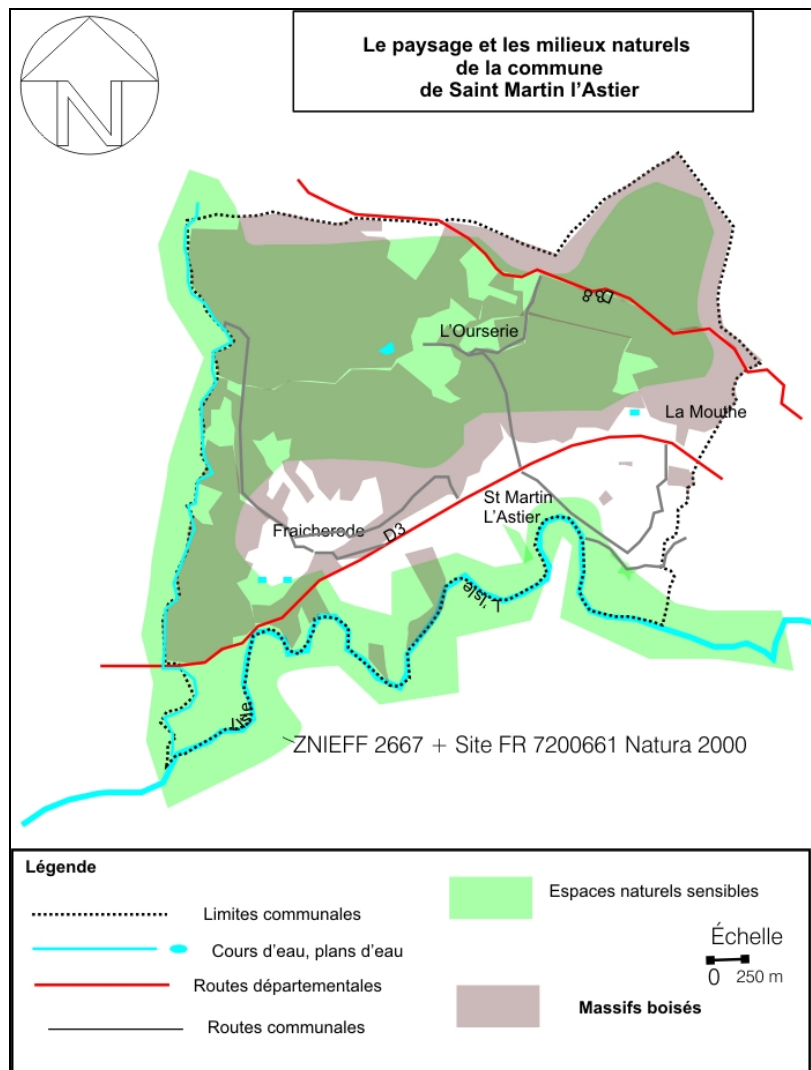 N
Le paysage et les milieux naturels
de la commune
de Saint Martin l'Astier
D3.8
L'Ourserie
La Mouthe
St Martin
L'Astier
Fraicherode
D3
L'Isle
L'Isle
ZNIEFF 2667 + Site FR 7200661 Natura 2000
Légende
Limites communales
Cours d'eau, plans d'eau
Routes départementales
Routes communales
Espaces naturels sensibles
Échelle
0 250 m
Massifs boisés